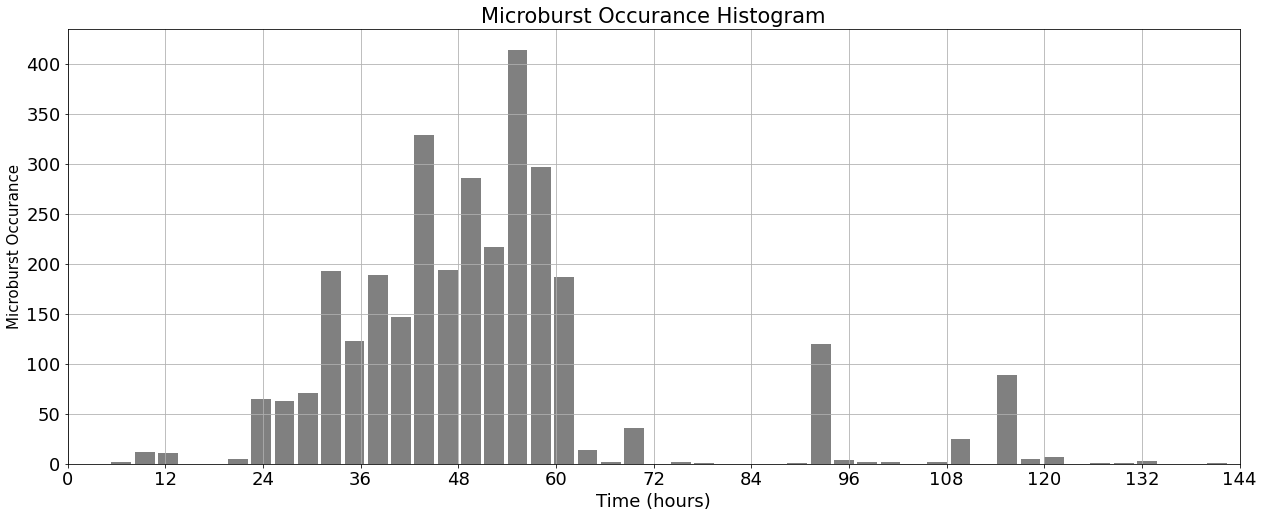 Microburst Occurance Histogram
Microburst Occurance
400
350
300
250
200
150
100
50
0
0 12 24 36 48 60 72 84 96 108 120 132 144
Time (hours)